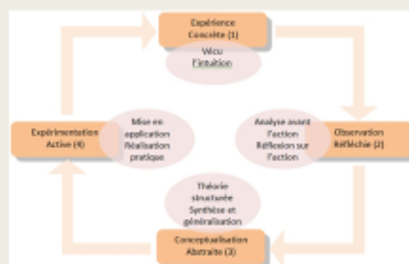 Expérience
Concrète (1)
Vécu
l'intuition
Analyse avant
l'action
Réflexion sur
l'action
Observation
Réfléchie (2)
Théorie
structurée
Synthèse et
généralisation
Conceptualisation
Abstraite (3)
Mise en
application
Réalisation
pratique
Expérimentation
Active (4)